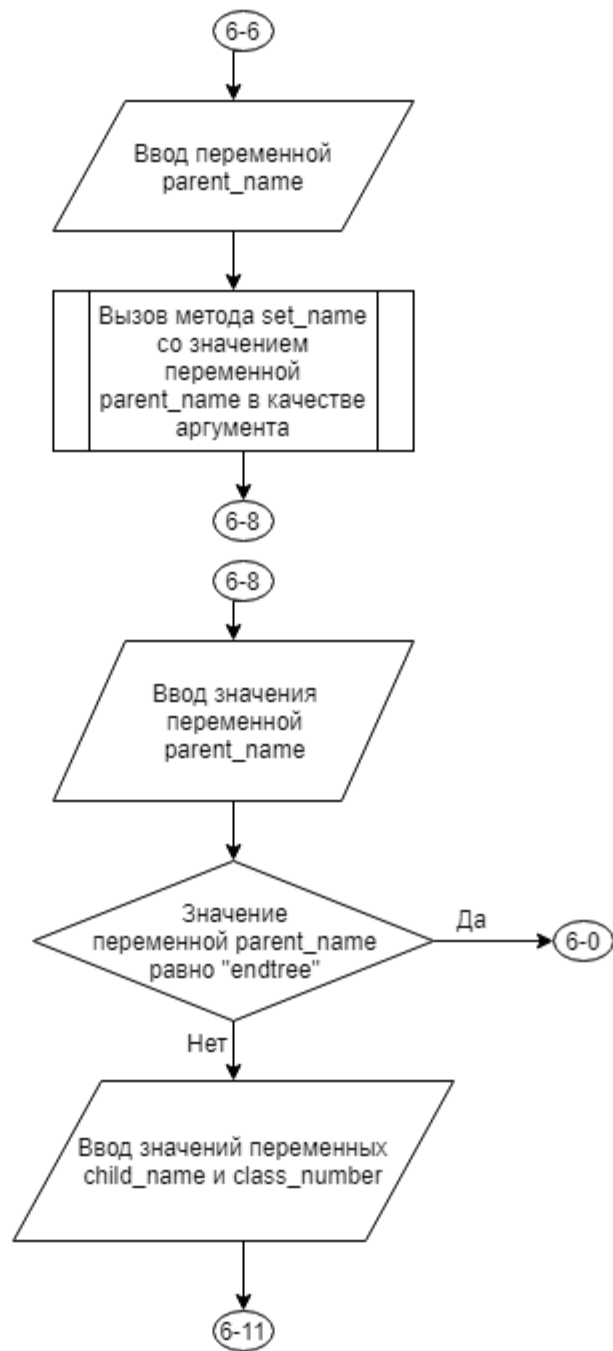 6-6
Ввод переменной
parent_name
Вызов метода set_name
со значением
переменной
parent_name в качестве
аргумента
6-8
6-8
Ввод значения
переменной
parent_name
Значение
переменной parent_name
равно "endtree"
Да
6-0
Нет
Ввод значений переменных
child_name и class_number
6-11